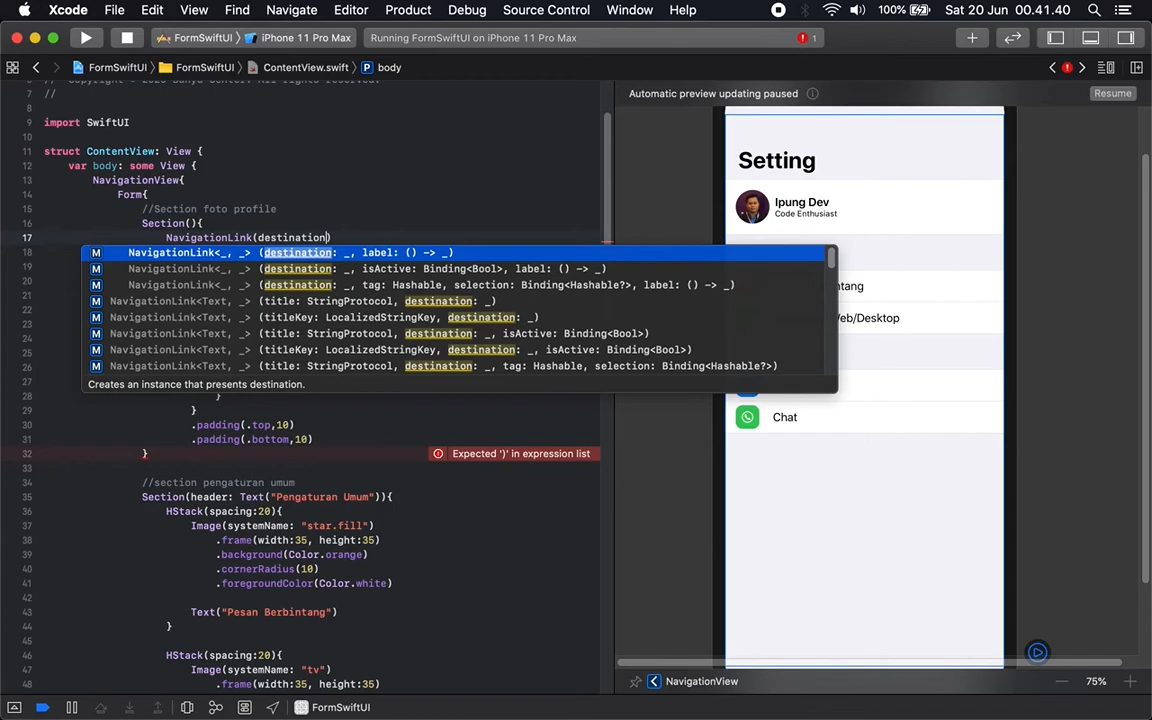 Xcode File Edit View Find Navigate Editor Product Debug Source Control Window Help 100% Sat 20 Jun 00.41.40
FormSwiftUI iPhone 11 Pro Max Running FormSwiftUI on iPhone 11 Pro Max 1
FormSwiftUI FormSwiftUI ContentView.swift P body
7 //
8
9 import SwiftUI
10
11 struct ContentView: View {
12 var body: some View {
13 NavigationView{
14 Form{
15 //Section foto profile
16 Section(){
17 NavigationLink(destination)
18 M NavigationLink<_, _> (destination: _, label: () -> _)
M NavigationLink<_, _> (destination: _, isActive: Binding<Bool>, label: () -> _)
M NavigationLink<_, _> (destination: _, tag: Hashable, selection: Binding<Hashable?>, label: () -> _)
M NavigationLink<Text, _> (title: StringProtocol, destination: _)
M NavigationLink<Text, _> (titleKey: LocalizedStringKey, destination: _)
M NavigationLink<Text, _> (title: StringProtocol, destination: _, isActive: Binding<Bool>)
M NavigationLink<Text, _> (titleKey: LocalizedStringKey, destination: _, isActive: Binding<Bool>)
M NavigationLink<Text, _> (title: StringProtocol, destination: _, tag: Hashable, selection: Binding<Hashable?>)
Creates an instance that presents destination.
28 }
29 }
30 .padding(.top,10)
31 .padding(.bottom,10)
32 } Expected ')' in expression list
33
34 //section pengaturan umum
35 Section(header: Text("Pengaturan Umum")){
36 HStack(spacing:20){
37 Image(systemName: "star.fill")
38 .frame(width:35, height:35)
39 .background(Color.orange)
40 .cornerRadius(10)
41 .foregroundColor(Color.white)
42
43 Text("Pesan Berbintang")
44 }
45
46 HStack(spacing:20){
47 Image(systemName: "tv")
48 .frame(width:35, height:35)
FormSwiftUI
Automatic preview updating paused Resume
Setting
Ipung Dev
Code Enthusiast
Chat
NavigationView 75%